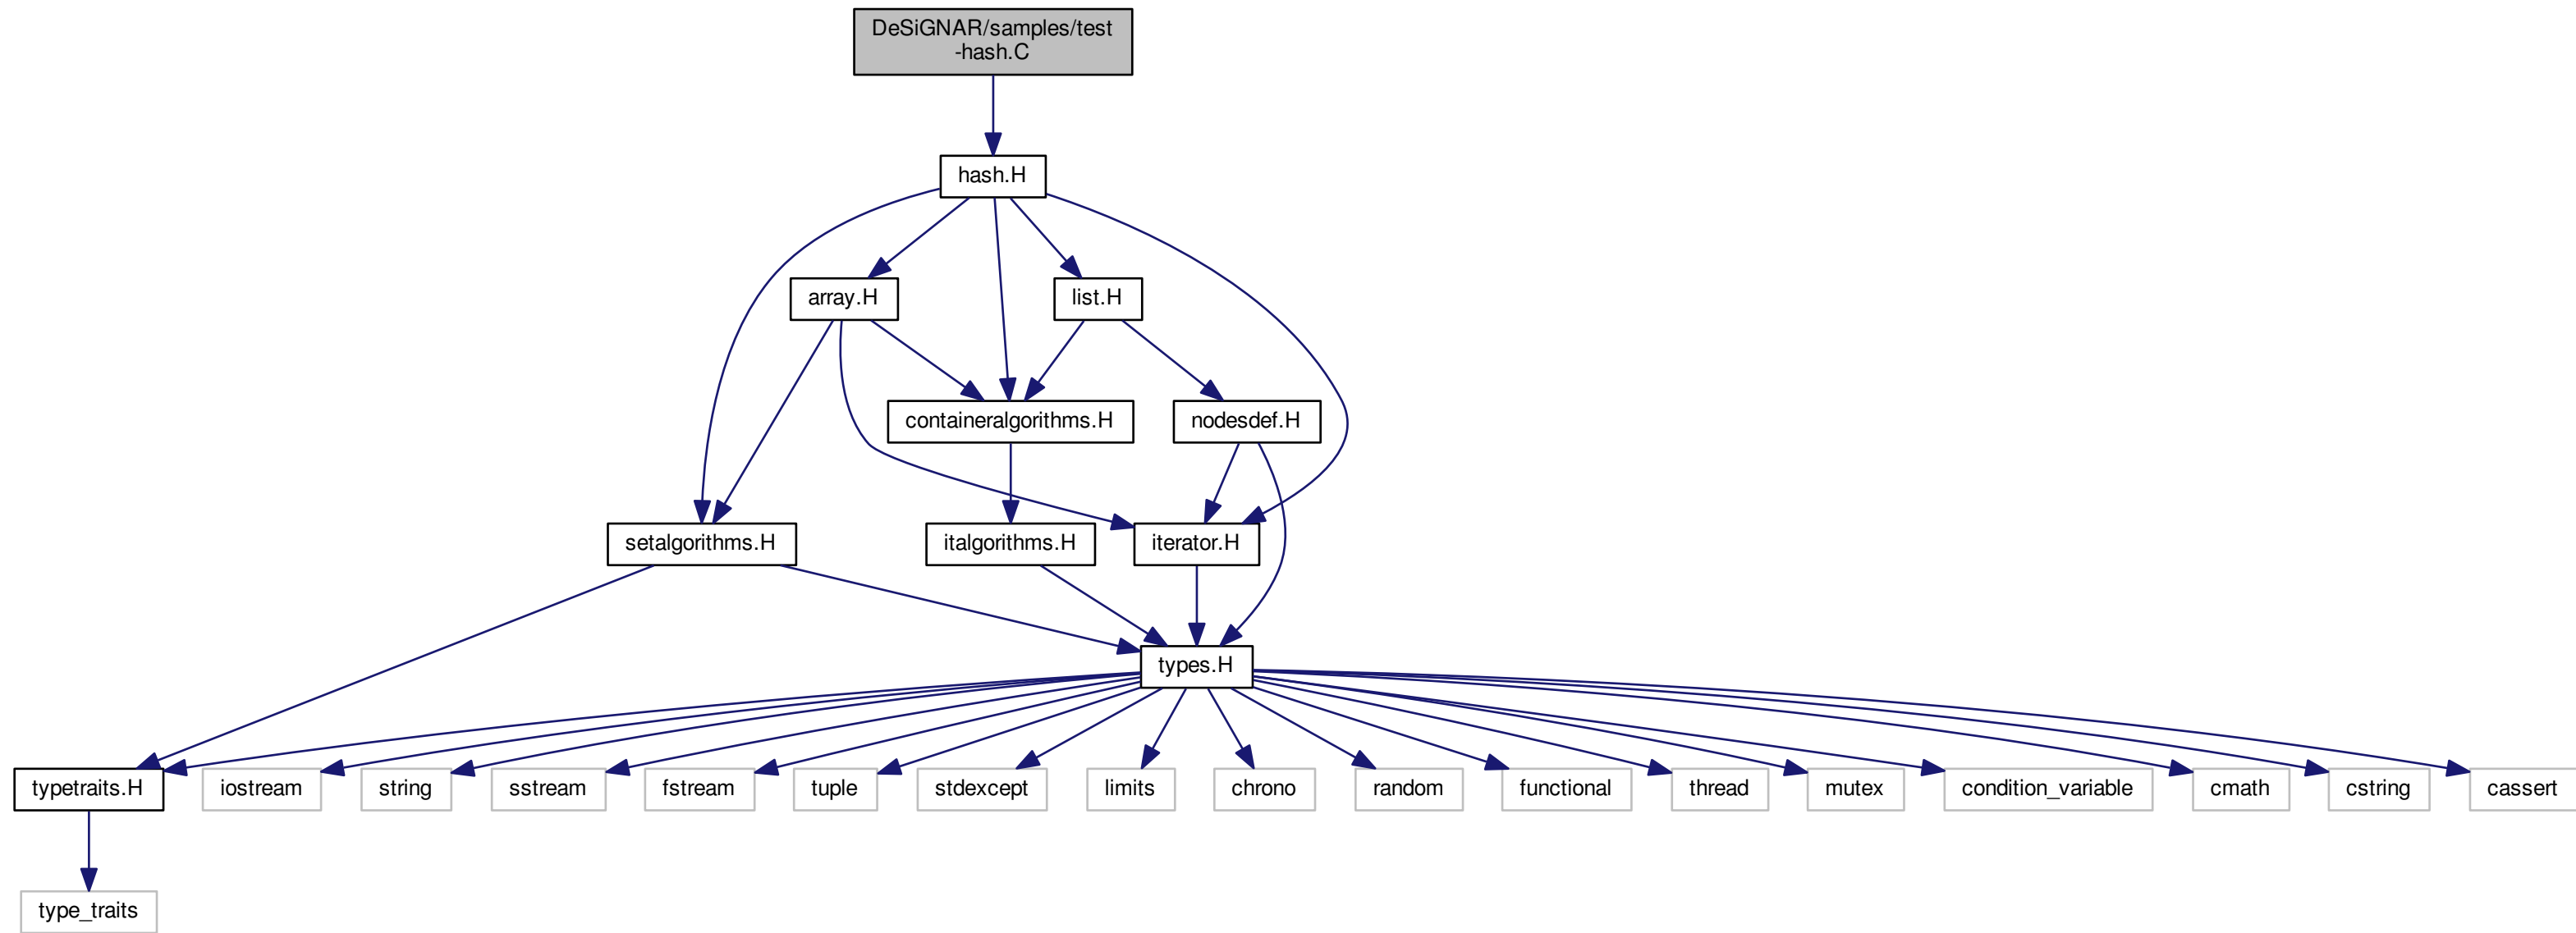 DeSiGNAR/samples/test
-hash.C
hash.H
array.H
list.H
containeralgorithms.H
nodesdef.H
setalgorithms.H
italgorithms.H
iterator.H
types.H
typetraits.H
iostream
string
sstream
fstream
tuple
stdexcept
limits
chrono
random
functional
thread
mutex
condition_variable
cmath
cstring
cassert
type_traits